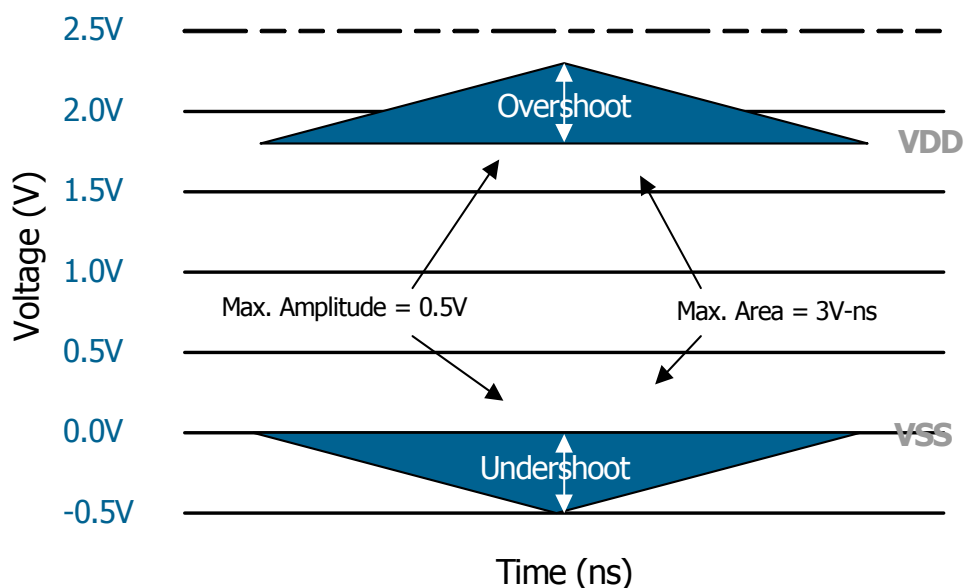 2.5V
Overshoot
2.0V
VDD
1.5V
1.0V
Voltage (V)
Max. Amplitude = 0.5V
Max. Area = 3V-ns
0.5V
0.0V
VSS
Undershoot
-0.5V
Time (ns)